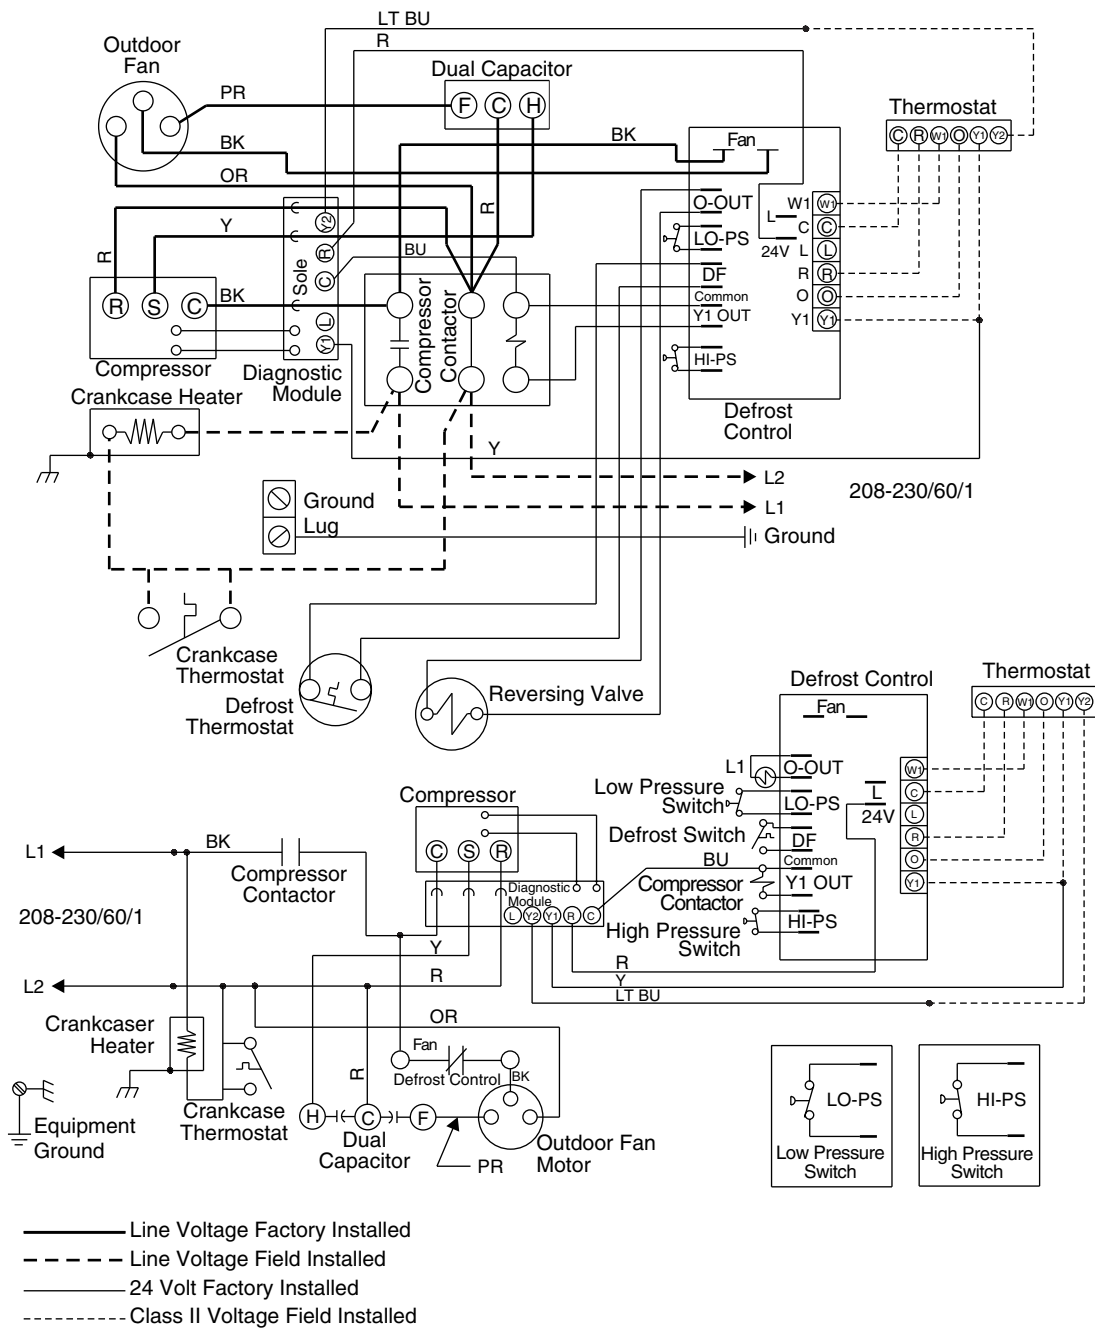 LT BU
R
Outdoor
Fan
Dual Capacitor
PR
F C H
Thermostat
C R W1 O Y1 Y2
BK
Fan
BK
OR
R
O-OUT
W1 W1
L
C C
Y2
Y
LO-PS
24V
L L
R
BU
R
Sole
C
DF
R R
Common
O O
R S C
BK
L
Compressor
Contactor
Y1 OUT
Y1 Y1
Y1
HI-PS
Compressor
Diagnostic
Module
Crankcase Heater
Defrost
Control
Y
L2
208-230/60/1
Ground
Lug
L1
Ground
Crankcase
Thermostat
Defrost
Thermostat
Reversing Valve
Defrost Control
Thermostat
C R W1 O Y1 Y2
Fan
L1
O-OUT
W1
Low Pressure
Switch
LO-PS
L
C
24V
L
Compressor
Defrost Switch
DF
R
L1
BK
C S R
BU
Common
O
Compressor
Contactor
Compressor
Contactor
Y1 OUT
Y1
Diagnostic
Module
L Y2 Y1 R C
208-230/60/1
High Pressure
Switch
HI-PS
Y
R
R
Y
L2
LT BU
OR
Crankcaser
Heater
Fan
Defrost Control
BK
R
LO-PS
HI-PS
Equipment
Ground
Crankcase
Thermostat
H C F
Dual
Capacitor
PR
Outdoor Fan
Motor
Low Pressure
Switch
High Pressure
Switch
Line Voltage Factory Installed
Line Voltage Field Installed
24 Volt Factory Installed
Class II Voltage Field Installed